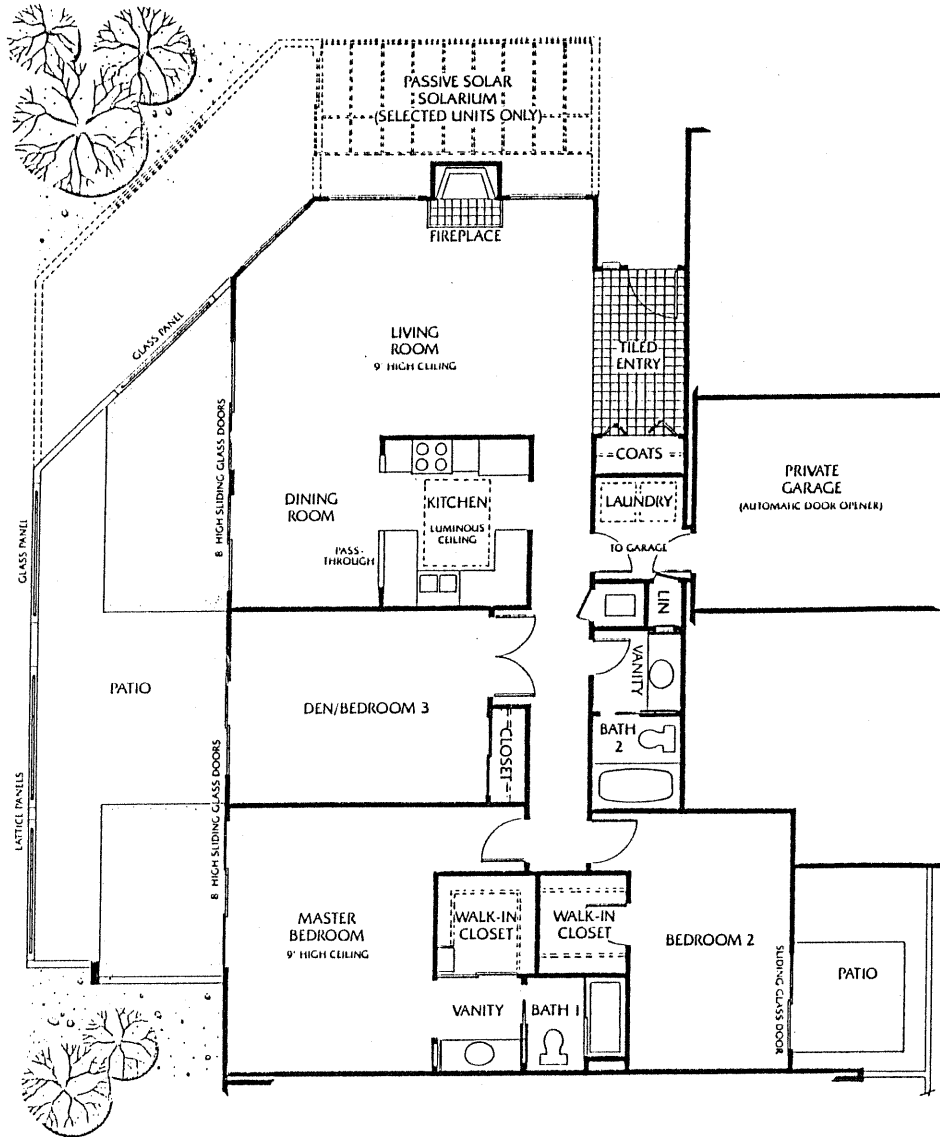 PASSIVE SOLAR
SOLARIUM
(SELECTED UNITS ONLY)
FIREPLACE
GLASS PANEL
LIVING
ROOM
9' HIGH CEILING
TILED
ENTRY
8 HIGH SLIDING GLASS DOORS
COATS
PRIVATE
GARAGE
(AUTOMATIC DOOR OPENER)
DINING
ROOM
KITCHEN
LUMINOUS
CEILING
LAUNDRY
GLASS PANEL
PASS-
THROUGH
TO GARAGE
LIN
VANITY
PATIO
DEN/BEDROOM 3
CLOSET
BATH
2
LATTICE PANELS
8 HIGH SLIDING GLASS DOORS
MASTER
BEDROOM
9' HIGH CEILING
WALK-IN
CLOSET
WALK-IN
CLOSET
BEDROOM 2
SLIDING GLASS DOOR
PATIO
VANITY
BATH 1